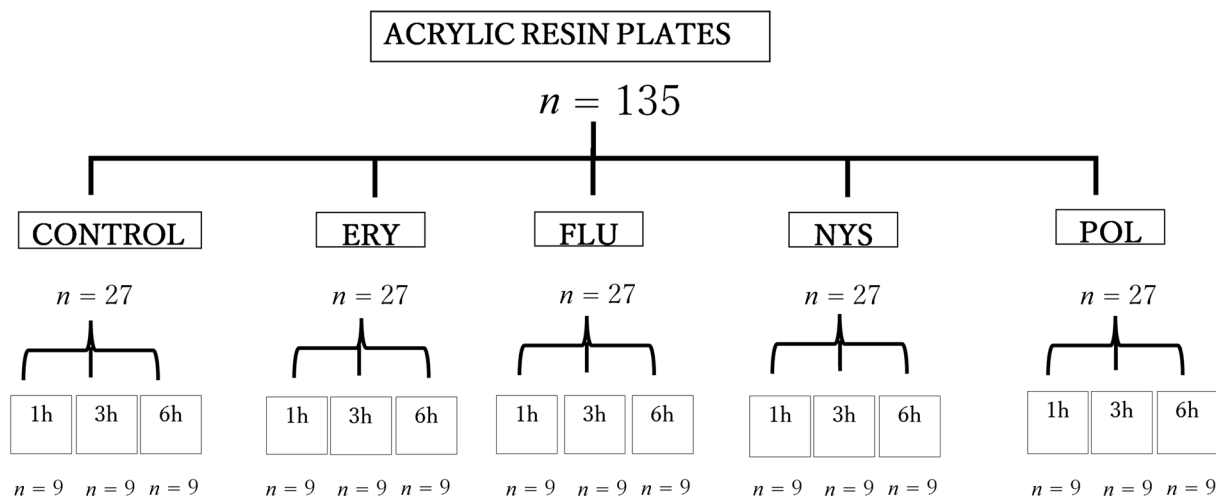 ACRYLIC RESIN PLATES
n = 135
CONTROL ERY FLU NYS POL
n = 27 n = 27 n = 27 n = 27 n = 27
1h 3h 6h 1h 3h 6h 1h 3h 6h 1h 3h 6h 1h 3h 6h
n = 9 n = 9 n = 9 n = 9 n = 9 n = 9 n = 9 n = 9 n = 9 n = 9 n = 9 n = 9 n = 9 n = 9 n = 9